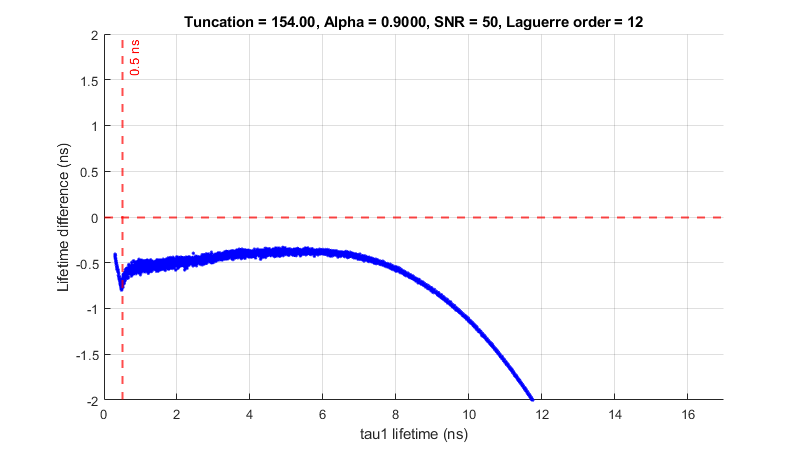 Tuncation = 154.00, Alpha = 0.9000, SNR = 50, Laguerre order = 12
2
1.5
1
0.5
0
-0.5
-1
-1.5
-2
Lifetime difference (ns)
0.5 ns
0 2 4 6 8 10 12 14 16
tau1 lifetime (ns)